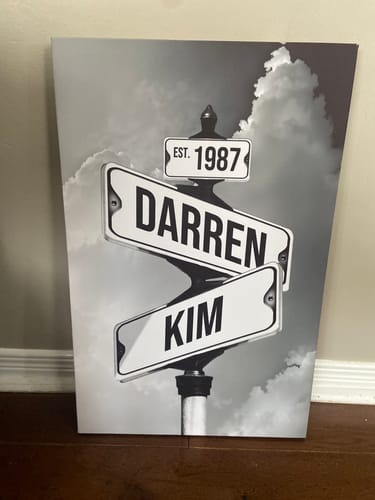 EST. 1987
DARREN
KIM